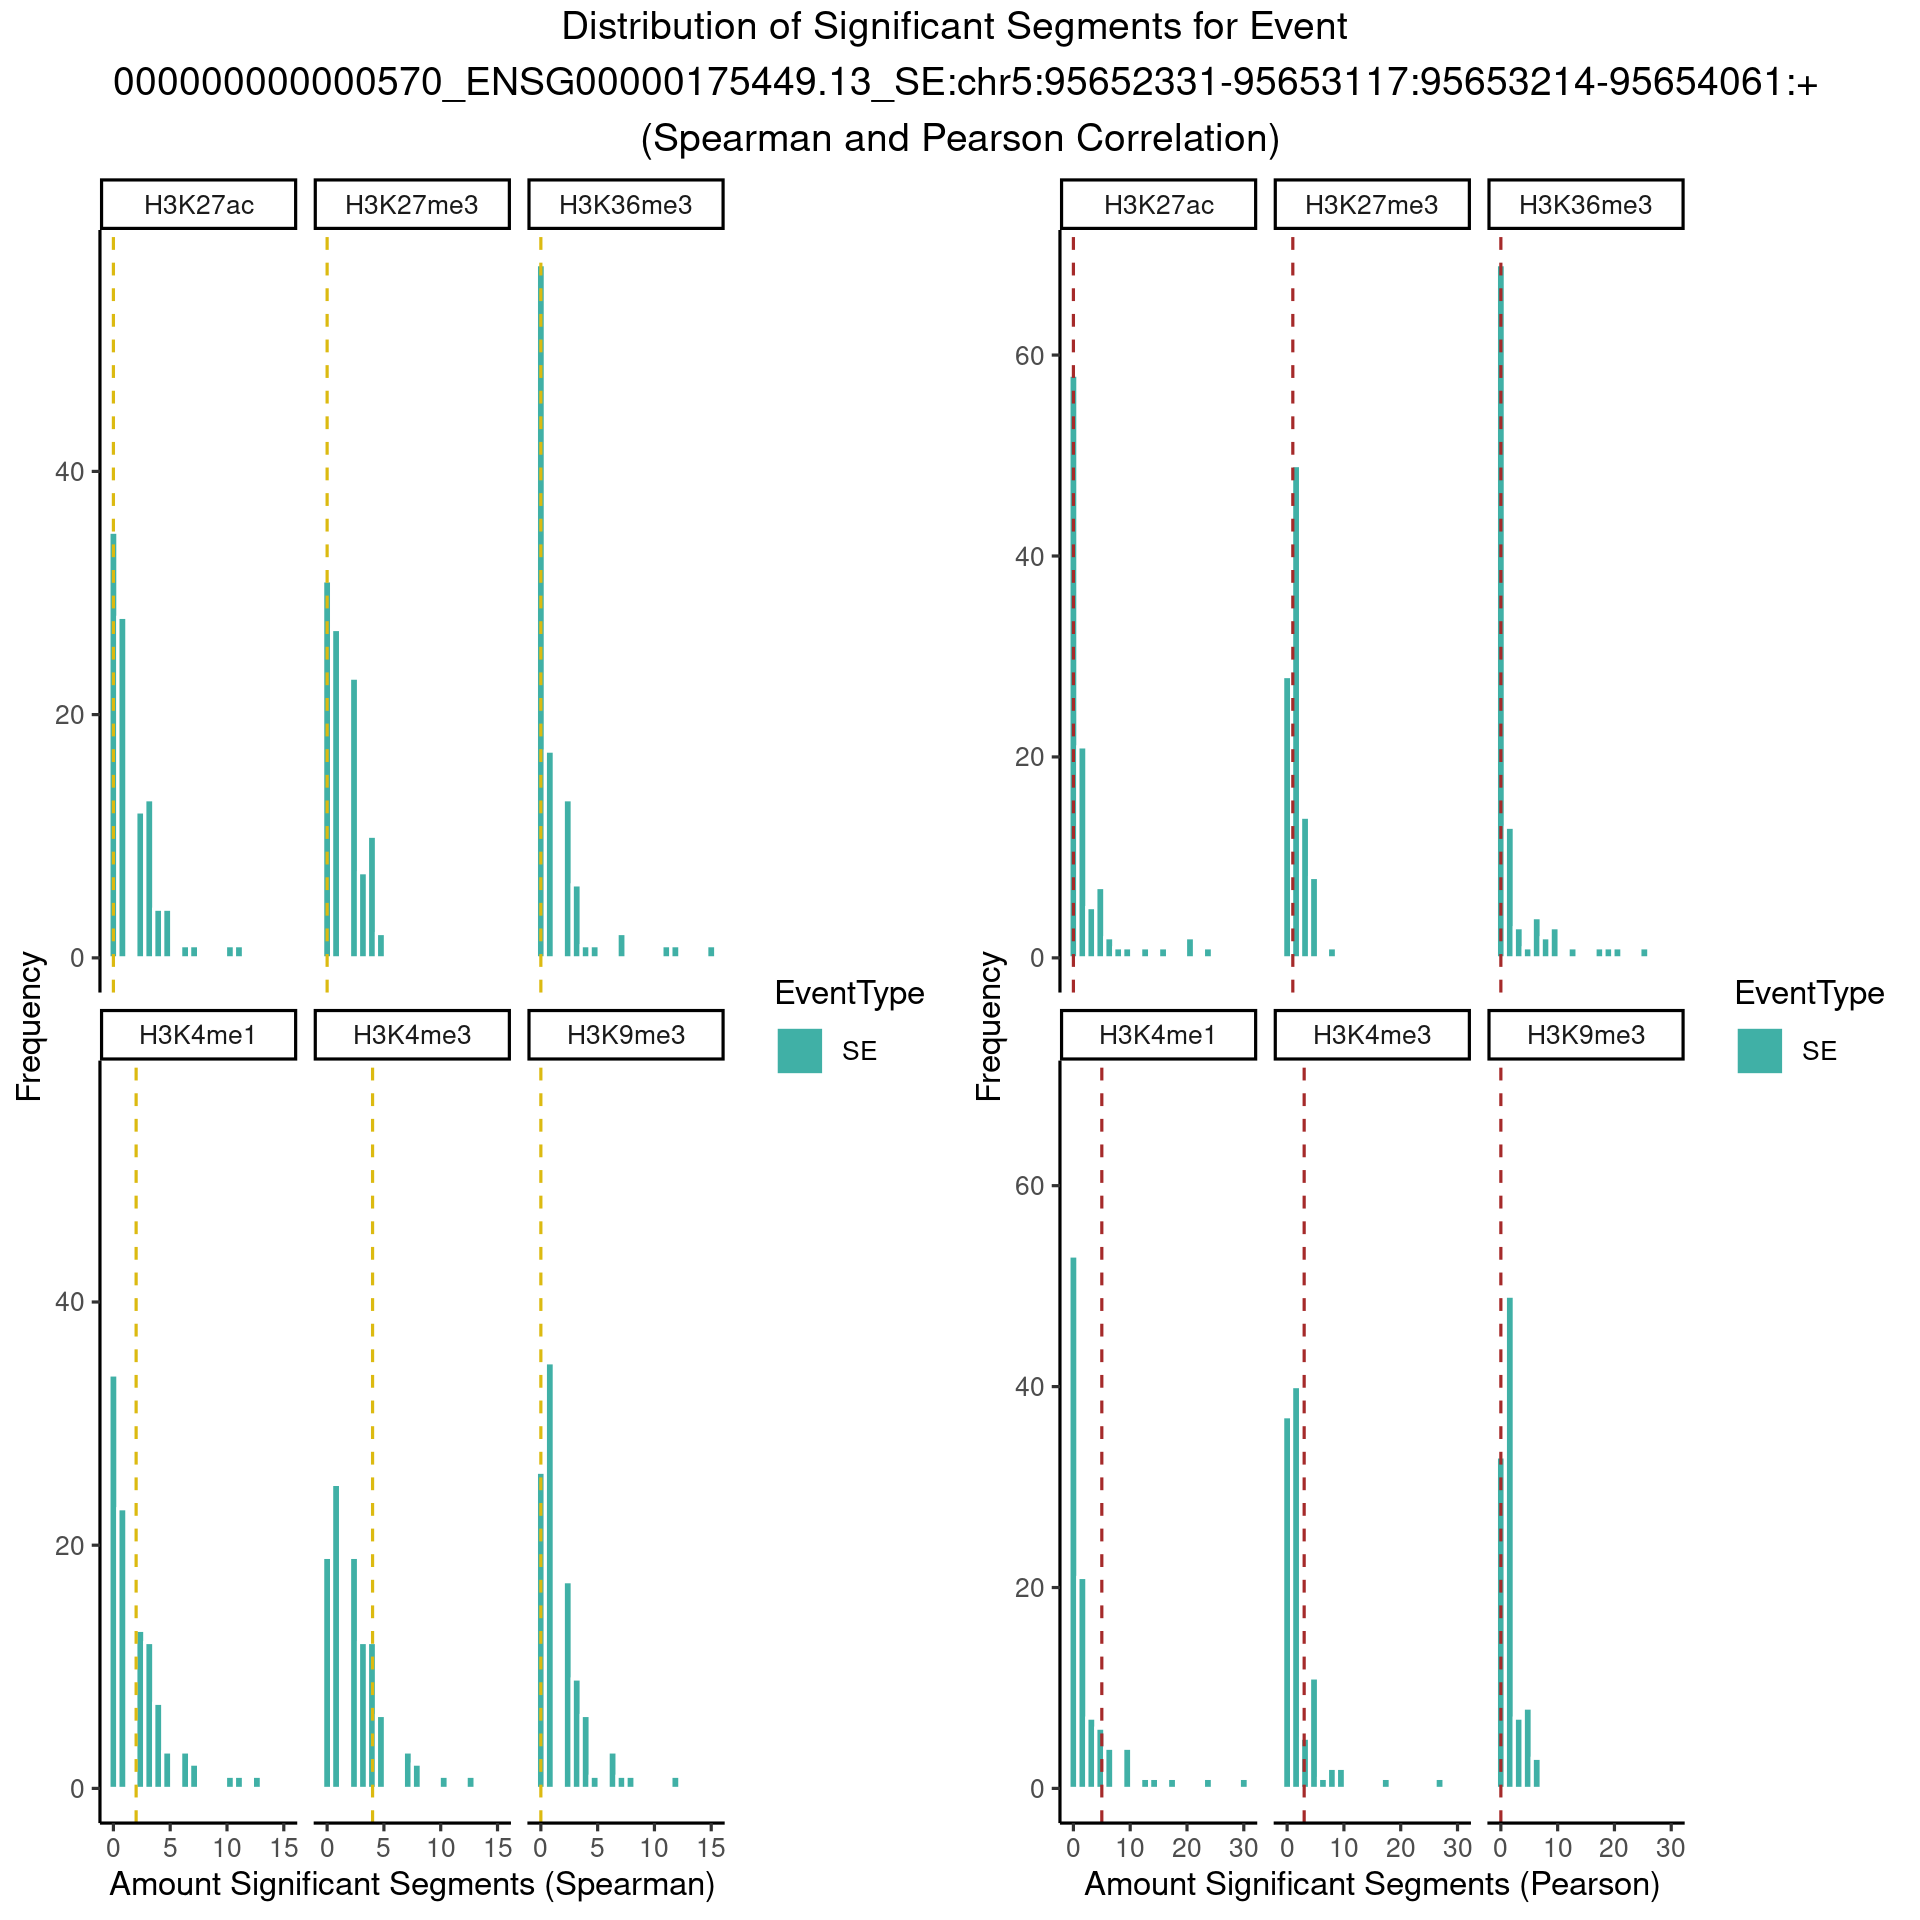 Distribution of Significant Segments for Event
000000000000570_ENSG00000175449.13_SE:chr5:95652331-95653117:95653214-95654061:+
(Spearman and Pearson Correlation)
H3K27ac H3K27me3 H3K36me3
40
20
0
H3K4me1 H3K4me3 H3K9me3
40
20
0
0 5 10 15 0 5 10 15 0 5 10 15
Amount Significant Segments (Spearman)
Frequency
EventType
SE
H3K27ac H3K27me3 H3K36me3
60
40
20
0
H3K4me1 H3K4me3 H3K9me3
60
40
20
0
0 10 20 30 0 10 20 30 0 10 20 30
Amount Significant Segments (Pearson)
Frequency
EventType
SE